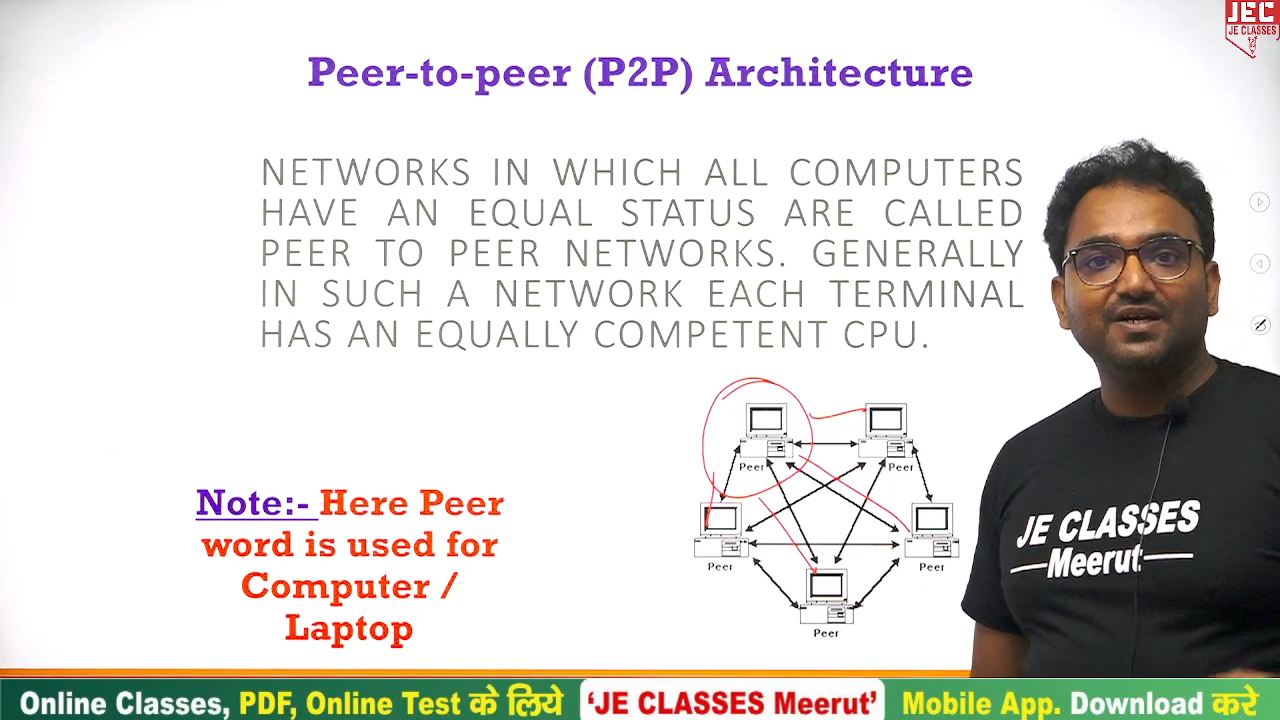 JEC
JE CLASSES
Peer-to-peer (P2P) Architecture
NETWORKS IN WHICH ALL COMPUTERS
HAVE AN EQUAL STATUS ARE CALLED
PEER TO PEER NETWORKS. GENERALLY
IN SUCH A NETWORK EACH TERMINAL
HAS AN EQUALLY COMPETENT CPU.
Peer
Peer
Peer
Peer
Peer
Note:- Here Peer
word is used for
Computer /
Laptop
JE CLASSES
Meerut
Online Classes, PDF, Online Test के लिये 'JE CLASSES Meerut' Mobile App. Download करे